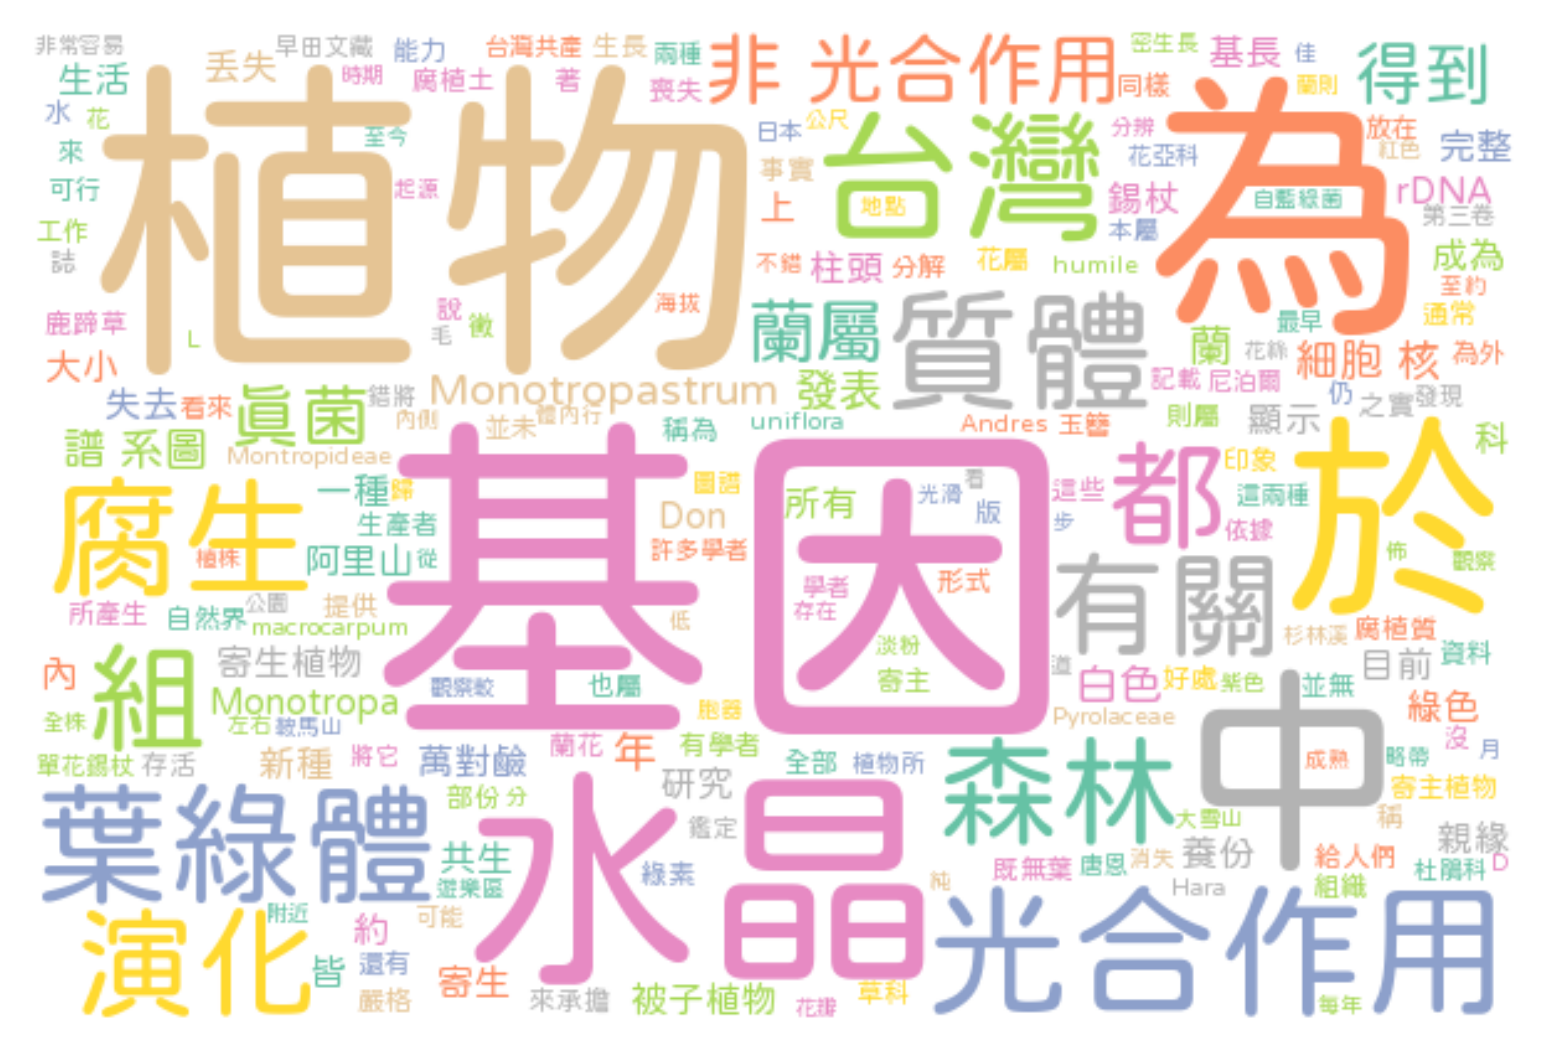 非常容易
早田文藏
能力
台灣共產
生長
兩種
非 光合作用
密生長
基長
佳
得到
生活
丟失
時期
腐植土
著
喪失
同樣
蘭則
水
花
植物
日本
公尺
台灣
分辨
為
放在
紅色
完整
來
至今
事實
花亞科
可行
起源
上
地點
錫杖
自藍綠菌
rDNA
第三卷
工作
本屬
誌
不錯
柱頭
分解
花屬
humile
成為
至約
鹿蹄草
說
毛
徵
海拔
蘭屬
質體
最早
通常
L
大小
蘭
花絲
細胞 核
為外
Monotropastrum
發表
記載
尼泊爾
仍
之實
發現
失去
看來
真菌
錯將
內側
並未
體內行
稱為
uniflora
Andres
玉簪
則屬
顯示
科
譜 系圖
Montropideae
基因
都
印象
於
腐生
植株
一種
歸
圖譜
所有
光滑
看
版
這些
步
這兩種
依據
生產者
Don
阿里山
從
許多學者
學者
存在
形式
有關
佈
觀察
所產生
自然界
公園
提供
macrocarpum
低
淡粉
寄主
杉林溪
腐植質
資料
內
組
寄生植物
觀察較
也屬
道
白色
好處
紫色
中
並無
目前
Monotropa
胞器
Pyrolaceae
綠色
全株
左右
鞍馬山
沒
月
單花錫杖
存活
新種
將它
萬對鹼
蘭花
年
有學者
全部
植物所
森林
成熟
略帶
寄主植物
葉綠體
部份
分
水晶
研究
鑑定
大雪山
稱
親緣
共生
遊樂區
綠素
既無葉
唐恩
消失
養份
給人們
杜鵑科
D
純
Hara
組織
演化
附近
約
可能
光合作用
皆
還有
嚴格
寄生
來承擔
被子植物
花瓣
草科
每年